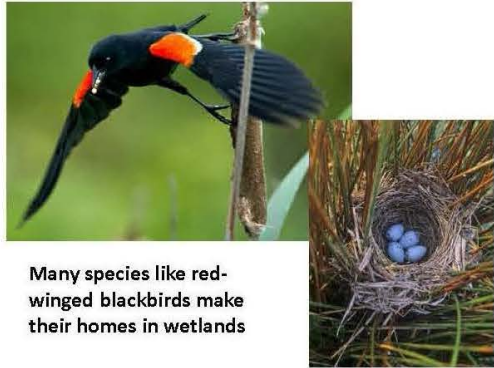 Many species like red-
winged blackbirds make
their homes in wetlands